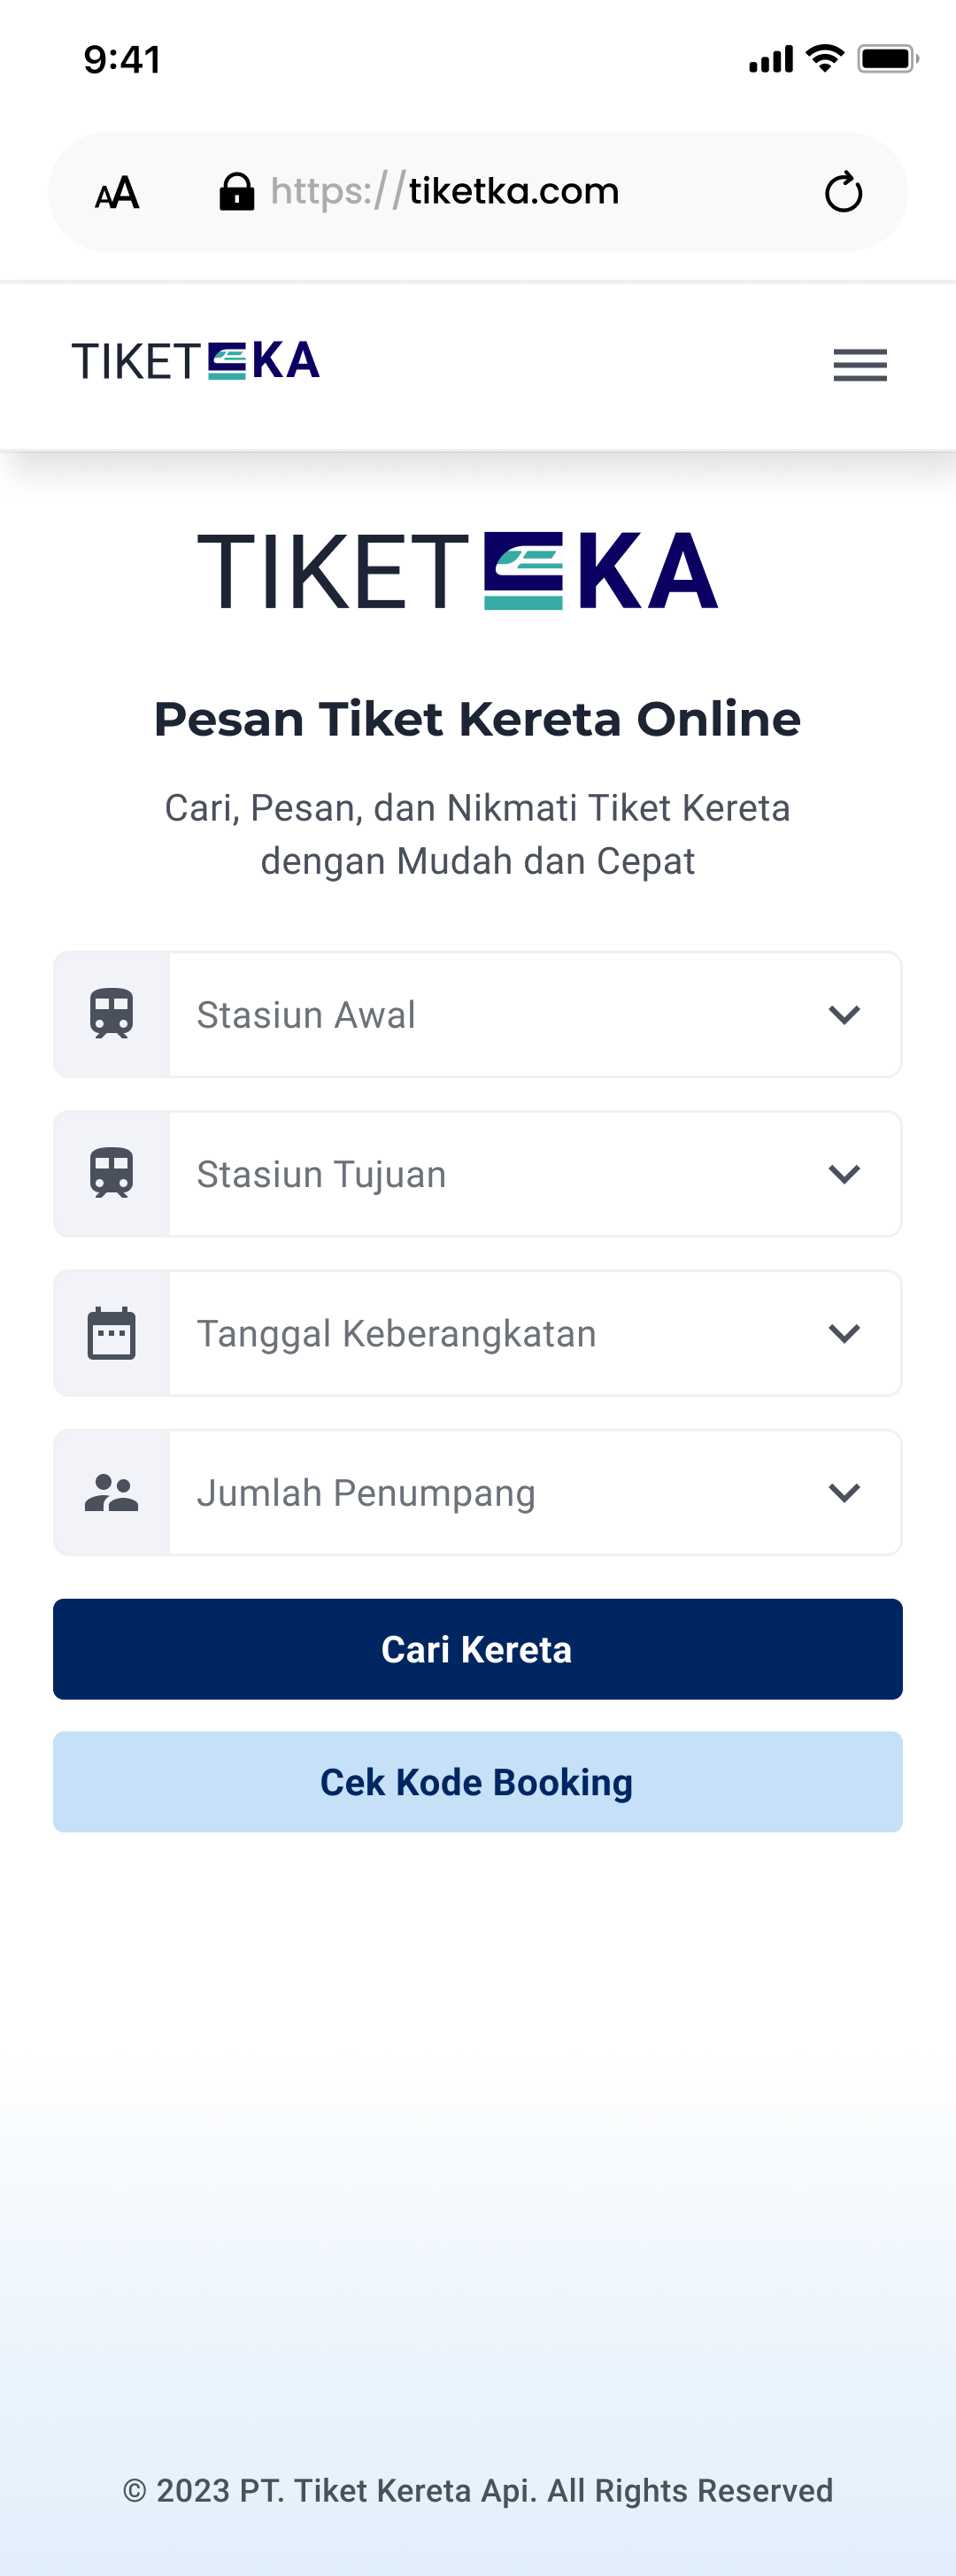 9:41
AA
https://tiketka.com
TIKET KA
TIKET KA
Pesan Tiket Kereta Online
Cari, Pesan, dan Nikmati Tiket Kereta
dengan Mudah dan Cepat
Stasiun Awal
Stasiun Tujuan
Tanggal Keberangkatan
Jumlah Penumpang
Cari Kereta
Cek Kode Booking
© 2023 PT. Tiket Kereta Api. All Rights Reserved